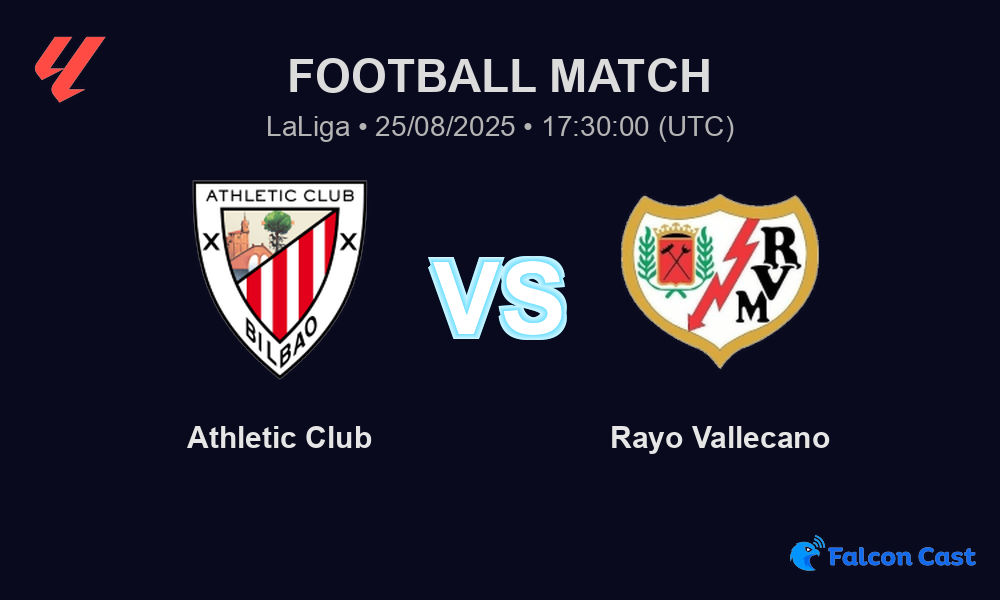 FOOTBALL MATCH
LaLiga • 25/08/2025 • 17:30:00 (UTC)
ATHLETIC CLUB
X X
BILBAO
VS
R
V
M
Athletic Club
Rayo Vallecano
Falcon Cast